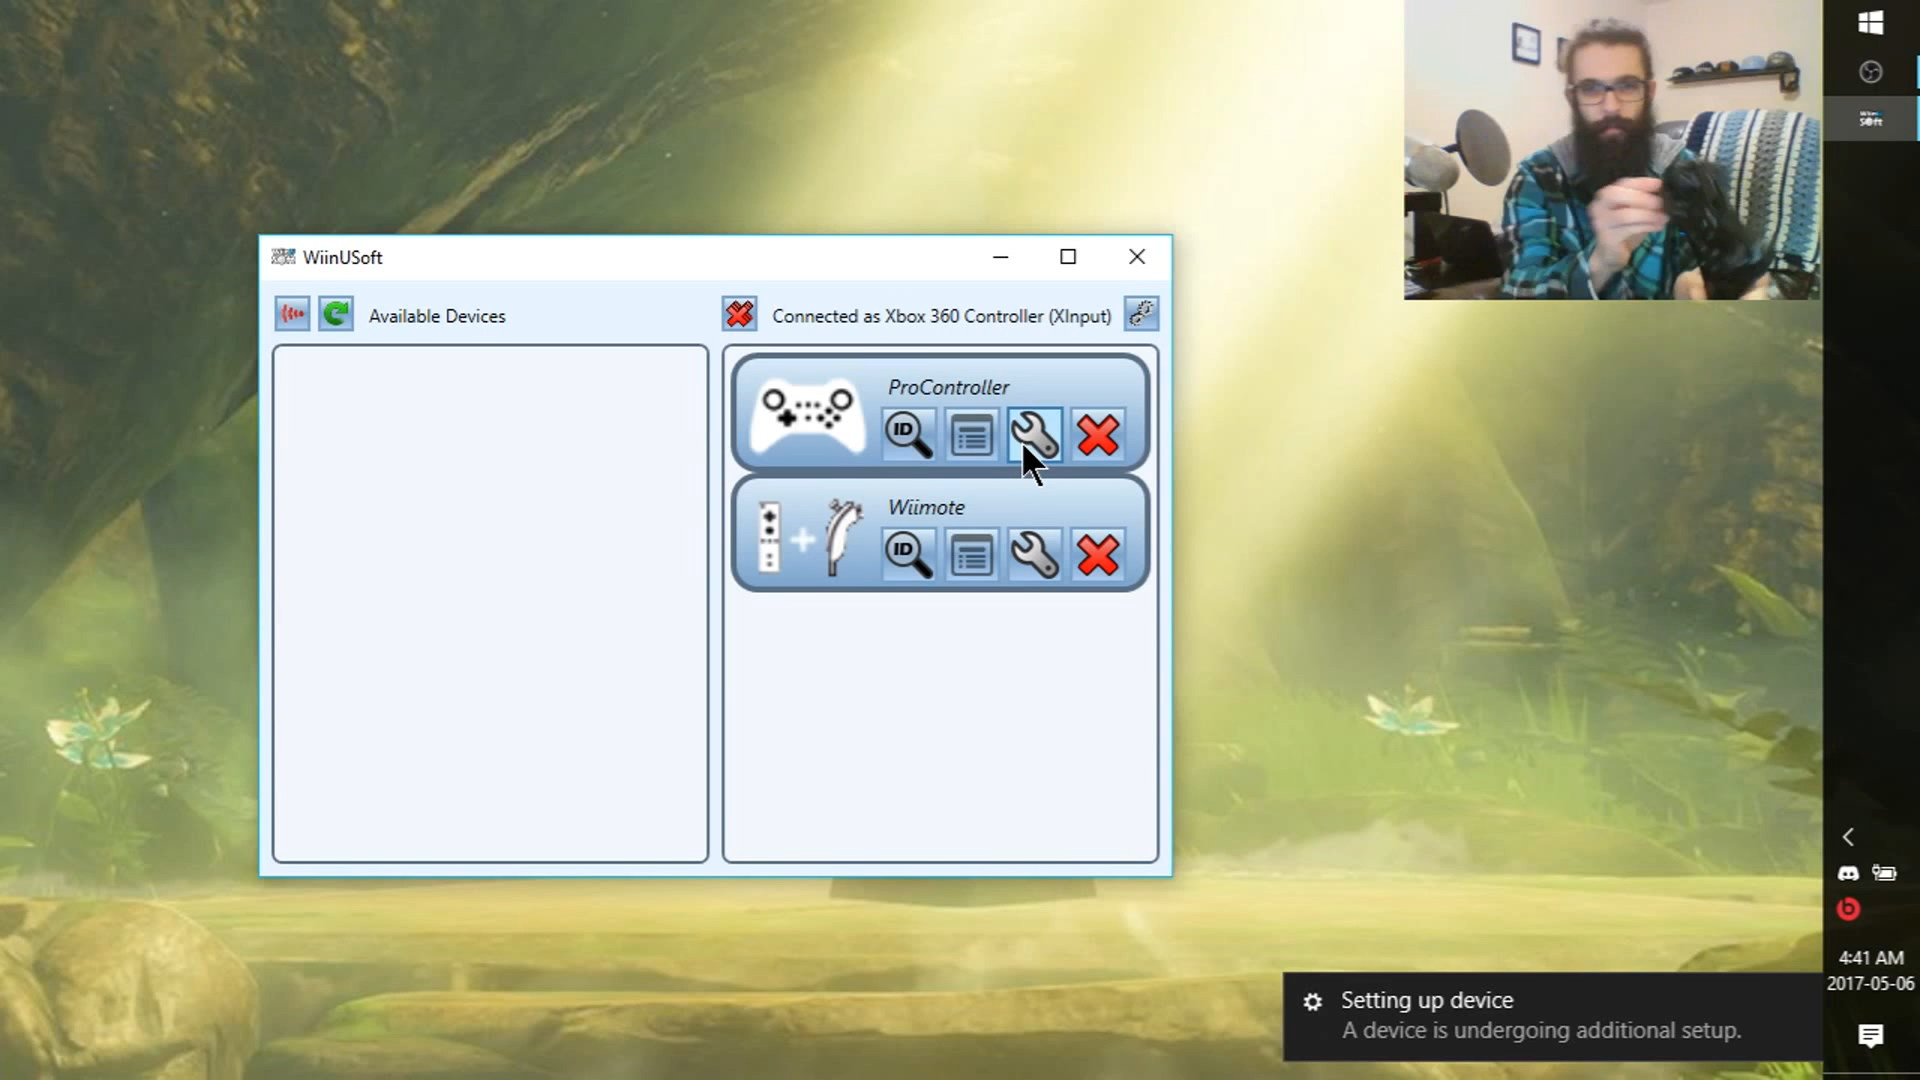 WiinUSoft
Available Devices
Connected as Xbox 360 Controller (XInput)
ProController
ID
Wiimote
ID
4:41 AM
2017-05-06
Setting up device
A device is undergoing additional setup.